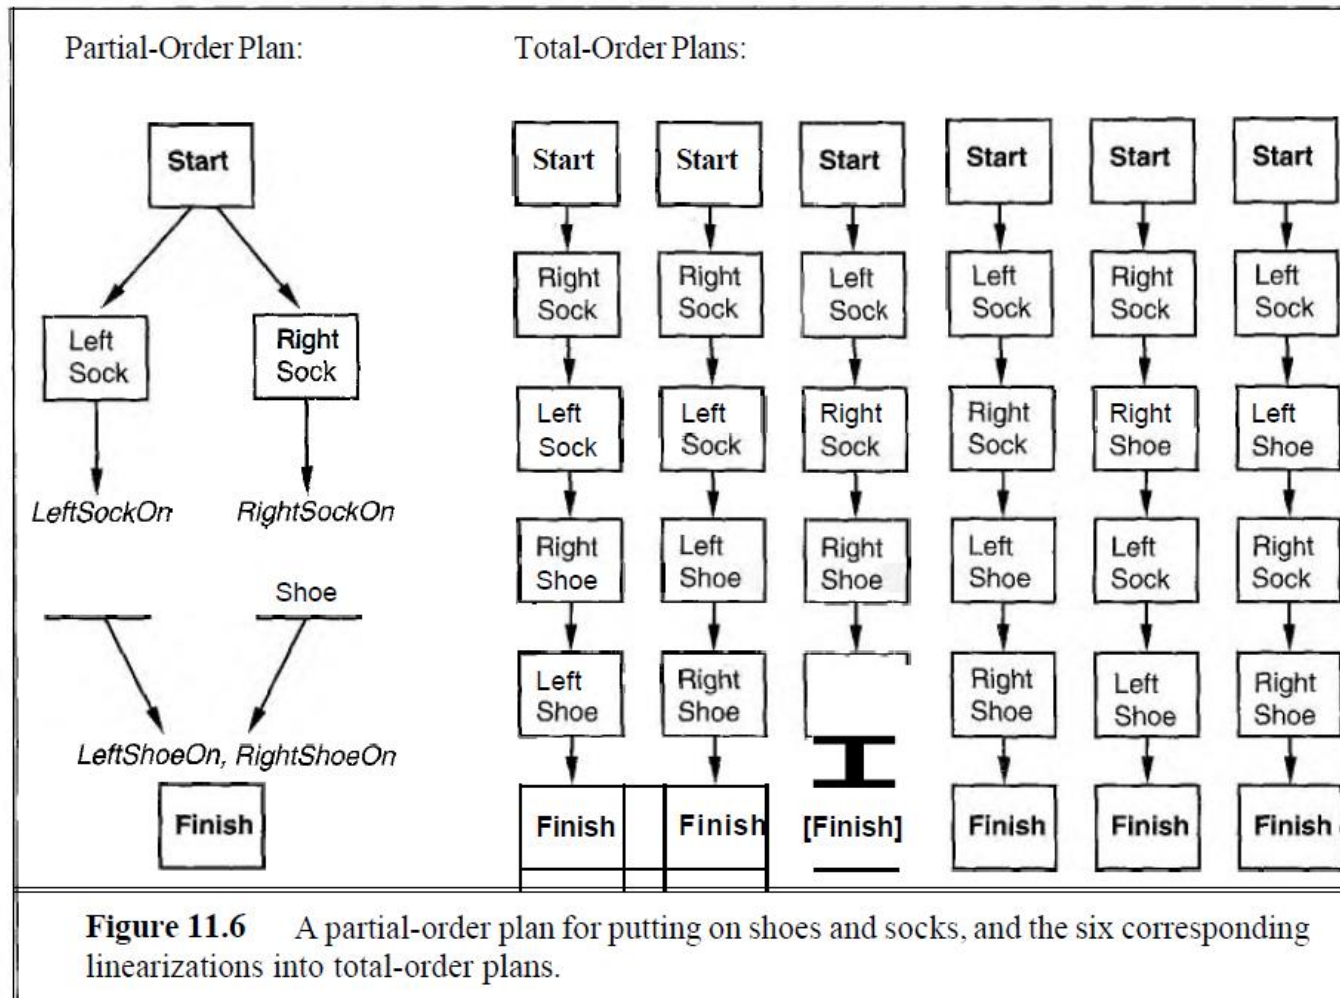 Partial-Order Plan:
Total-Order Plans:
Start
Left
Sock
Right
Sock
LeftSockOn
RightSockOn
Shoe
LeftShoeOn, RightShoeOn
Finish
Start
Right
Sock
Left
Sock
Right
Shoe
Left
Shoe
Finish
Start
Right
Sock
Left
Sock
Left
Shoe
Right
Shoe
Finish
Start
Left
Sock
Right
Sock
Right
Shoe
[Finish]
Start
Left
Sock
Right
Sock
Left
Shoe
Right
Shoe
Finish
Start
Right
Sock
Right
Shoe
Left
Sock
Left
Shoe
Finish
Start
Left
Sock
Left
Shoe
Right
Sock
Right
Shoe
Finish
Figure 11.6 A partial-order plan for putting on shoes and socks, and the six corresponding
linearizations into total-order plans.